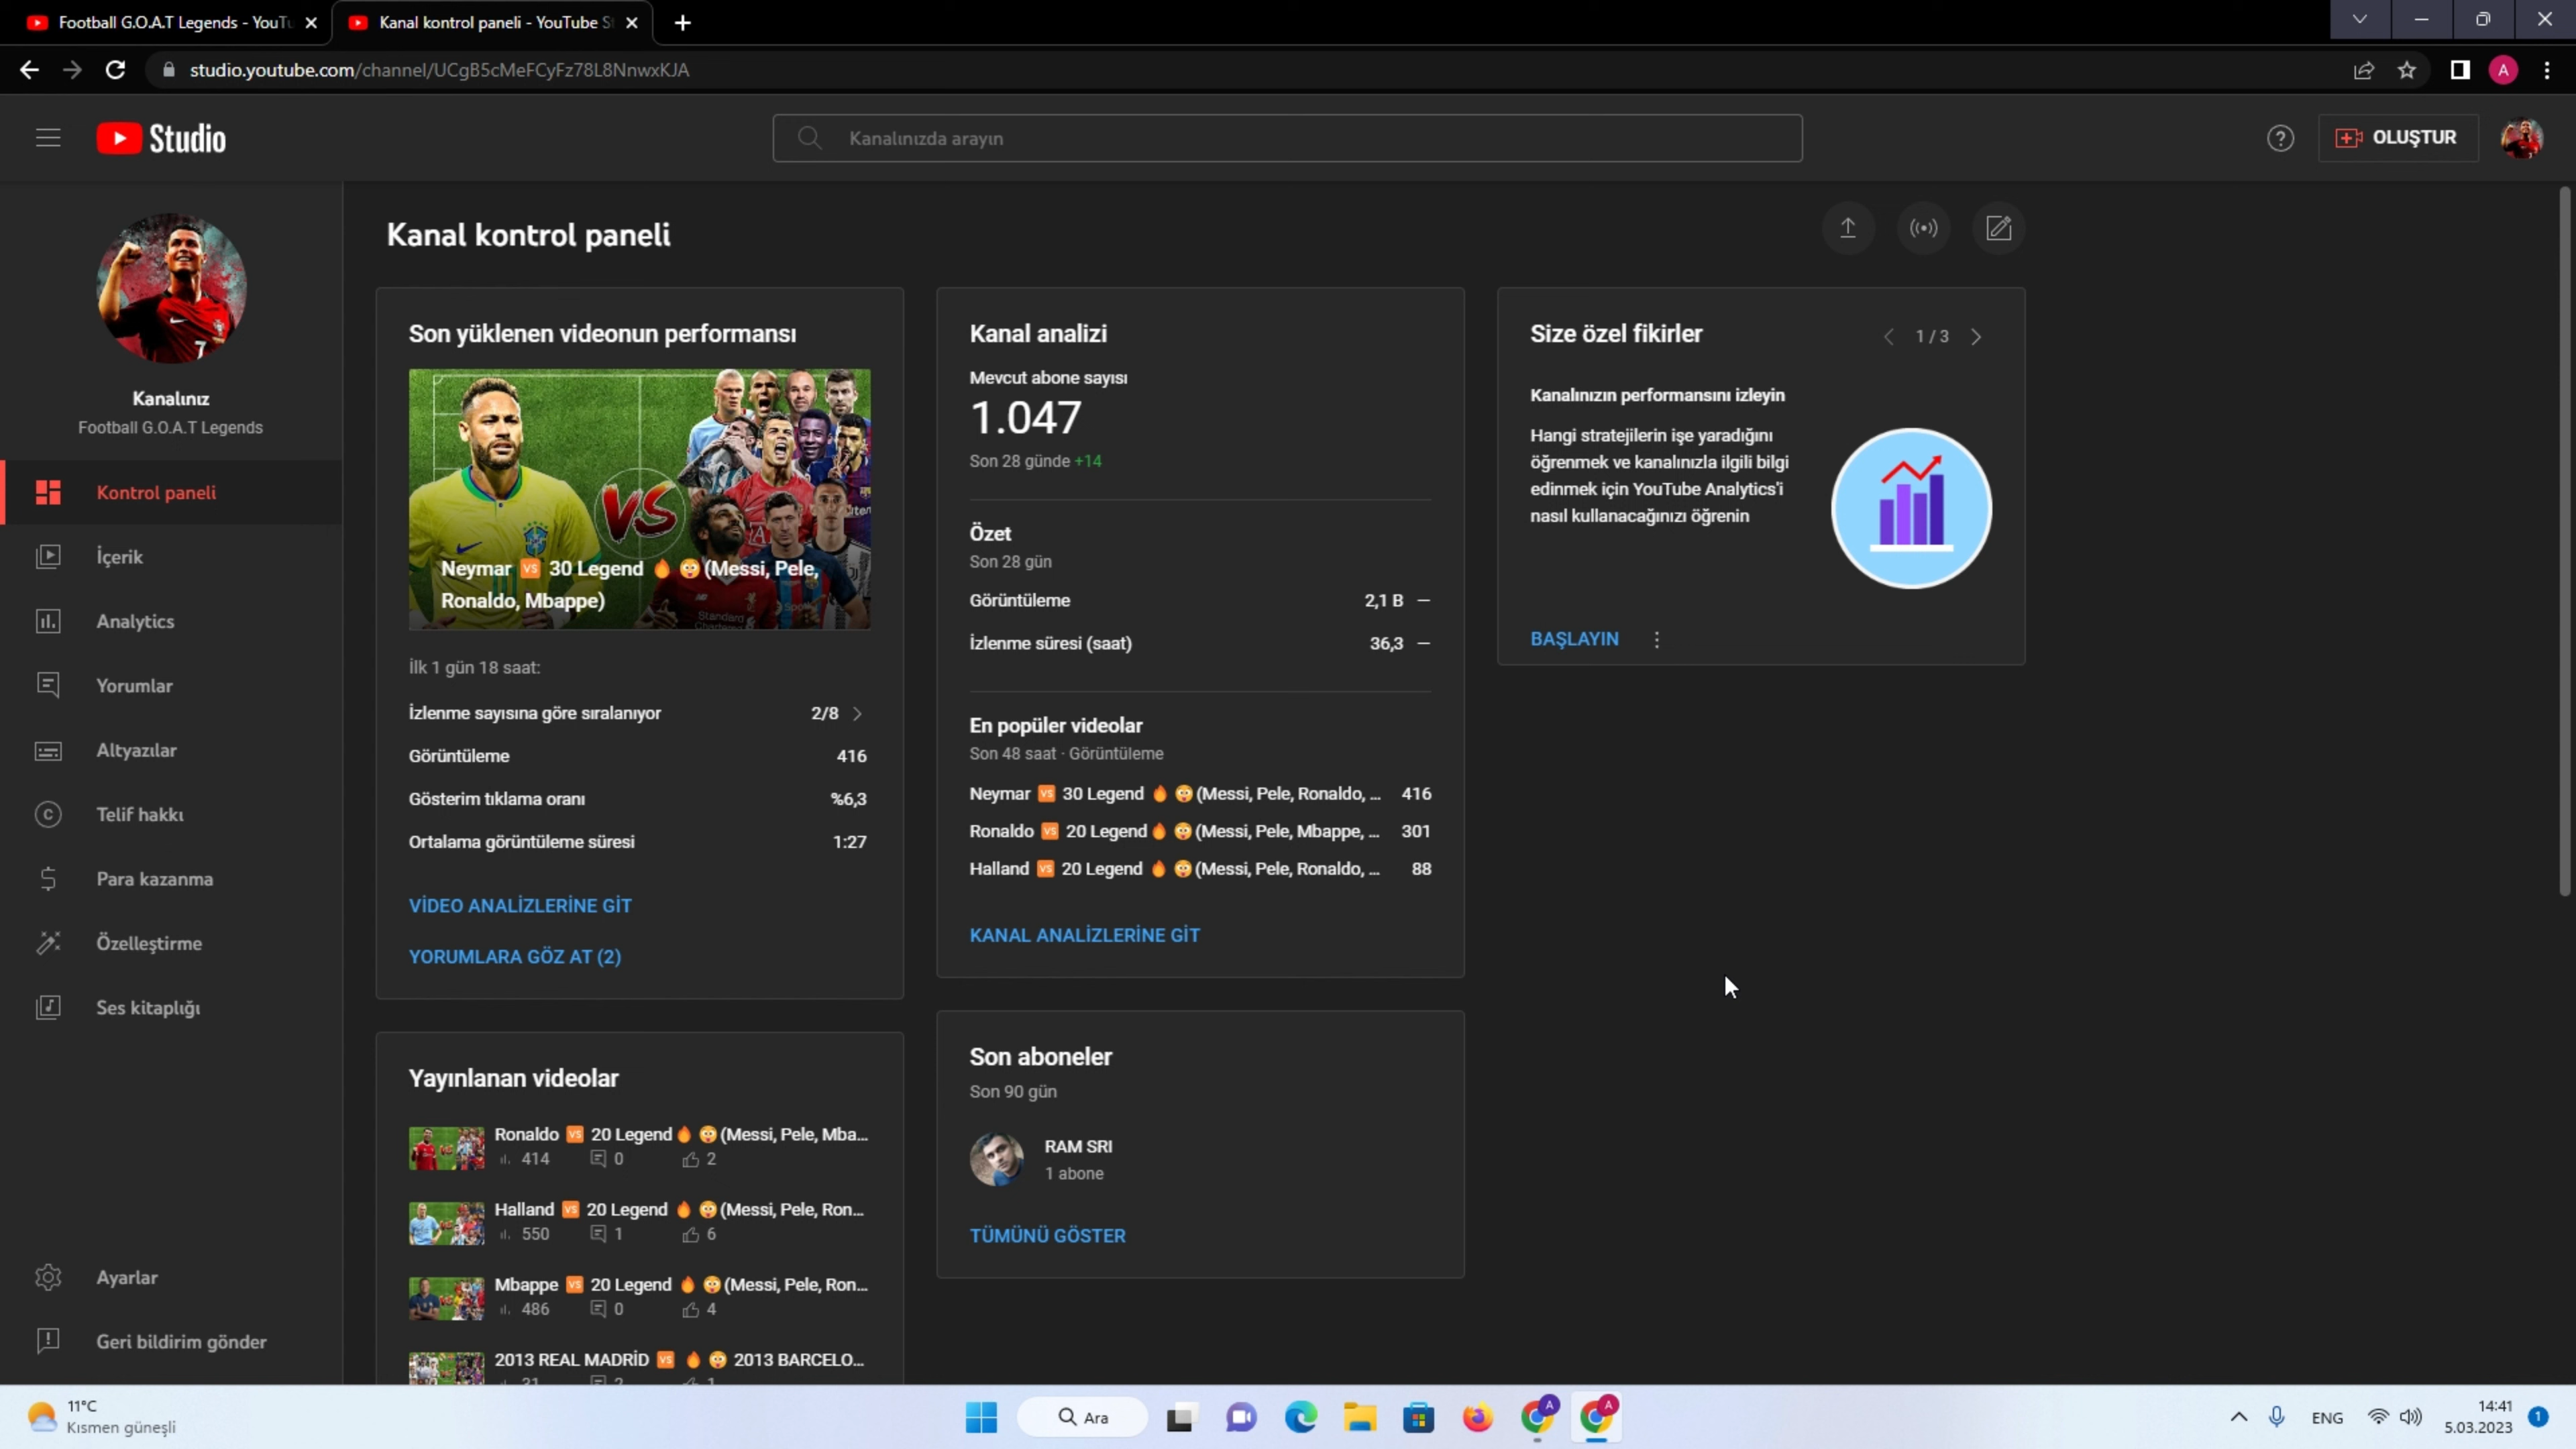 Football G.O.A.T Legends - YouTu
Kanal kontrol paneli - YouTube S
studio.youtube.com/channel/UCgB5cMeFCyFz78L8NnwxKJA
A
Studio
Kanalınızda arayın
OLUŞTUR
Kanalınız
Football G.O.A.T Legends
Kontrol paneli
İçerik
Analytics
Yorumlar
Altyazılar
Telif hakkı
Para kazanma
Özelleştirme
Ses kitaplığı
Ayarlar
Geri bildirim gönder
Kanal kontrol paneli
Son yüklenen videonun performansı
VS
Neymar 🆚 30 Legend 🔥 😳(Messi, Pele,
Ronaldo, Mbappe)
İlk 1 gün 18 saat:
İzlenme sayısına göre sıralanıyor 2/8
Görüntüleme 416
Gösterim tıklama oranı %6,3
Ortalama görüntüleme süresi 1:27
VİDEO ANALİZLERİNE GİT
YORUMLARA GÖZ AT (2)
Yayınlanan videolar
Ronaldo 🆚 20 Legend🔥 😳(Messi, Pele, Mba...
414 0 2
Halland 🆚 20 Legend 🔥 😳(Messi, Pele, Ron...
550 1 6
Mbappe 🆚 20 Legend 🔥 😳(Messi, Pele, Ron...
486 0 4
2013 REAL MADRİD 🆚 🔥 😳 2013 BARCELO...
31 2 1
Kanal analizi
Mevcut abone sayısı
1.047
Son 28 günde +14
Özet
Son 28 gün
Görüntüleme 2,1 B —
İzlenme süresi (saat) 36,3 —
En popüler videolar
Son 48 saat · Görüntüleme
Neymar 🆚 30 Legend 🔥 😳(Messi, Pele, Ronaldo, ... 416
Ronaldo 🆚 20 Legend🔥 😳(Messi, Pele, Mbappe, ... 301
Halland 🆚 20 Legend 🔥 😳(Messi, Pele, Ronaldo, ... 88
KANAL ANALİZLERİNE GİT
Son aboneler
Son 90 gün
RAM SRI
1 abone
TÜMÜNÜ GÖSTER
Size özel fikirler
1 / 3
Kanalınızın performansını izleyin
Hangi stratejilerin işe yaradığını
öğrenmek ve kanalınızla ilgili bilgi
edinmek için YouTube Analytics'i
nasıl kullanacağınızı öğrenin
BAŞLAYIN
11°C
Kısmen güneşli
Ara
A
A
ENG
14:41
5.03.2023
1